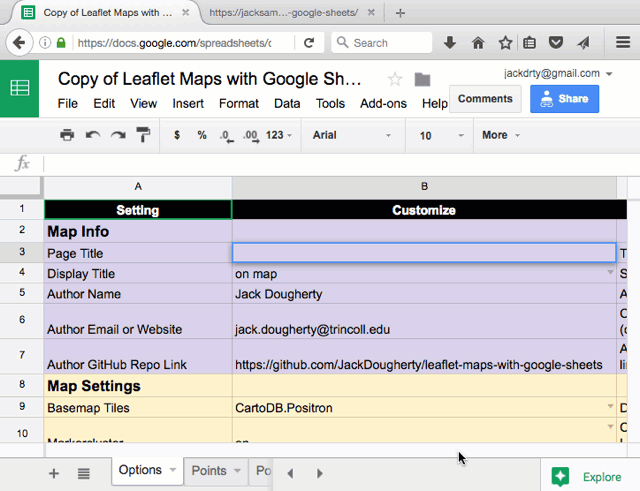 Copy of Leaflet Maps with ... https://jacksam...-google-sheets/
https://docs.google.com/spreadsheets/c Search
Copy of Leaflet Maps with Google Sh...
jackdrty@gmail.com
File Edit View Insert Format Data Tools Add-ons Help Comments Share
$ % .0 .00 123 Arial 10 More
fx
A B
1 Setting Customize
2 Map Info
3 Page Title T
4 Display Title on map S
5 Author Name Jack Dougherty A
6 Author Email or Website jack.dougherty@trincoll.edu C (c
7 Author GitHub Repo Link https://github.com/JackDougherty/leaflet-maps-with-google-sheets A lin
8 Map Settings
9 Basemap Tiles CartoDB.Positron D
10 Markercluster on C
Options Points Po Explore